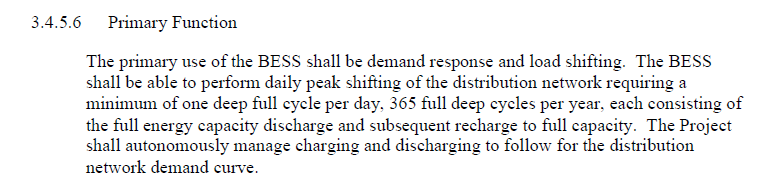 3.4.5.6 Primary Function
The primary use of the BESS shall be demand response and load shifting. The BESS
shall be able to perform daily peak shifting of the distribution network requiring a
minimum of one deep full cycle per day, 365 full deep cycles per year, each consisting of
the full energy capacity discharge and subsequent recharge to full capacity. The Project
shall autonomously manage charging and discharging to follow for the distribution
network demand curve.